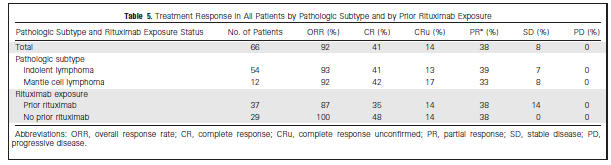 Table 5. Treatment Response in All Patients by Pathologic Subtype and by Prior Rituximab Exposure
Pathologic Subtype and Rituximab Exposure Status No. of Patients ORR (%) CR (%) CRu (%) PR* (%) SD (%) PD (%)
Total 66 92 41 14 38 8 0
Pathologic subtype
Indolent lymphoma 54 93 41 13 39 7 0
Mantle cell lymphoma 12 92 42 17 33 8 0
Rituximab exposure
Prior rituximab 37 87 35 14 38 14 0
No prior rituximab 29 100 48 14 38 0 0
Abbreviations: ORR, overall response rate; CR, complete response; CRu, complete response unconfirmed; PR, partial response; SD, stable disease; PD,
progressive disease.